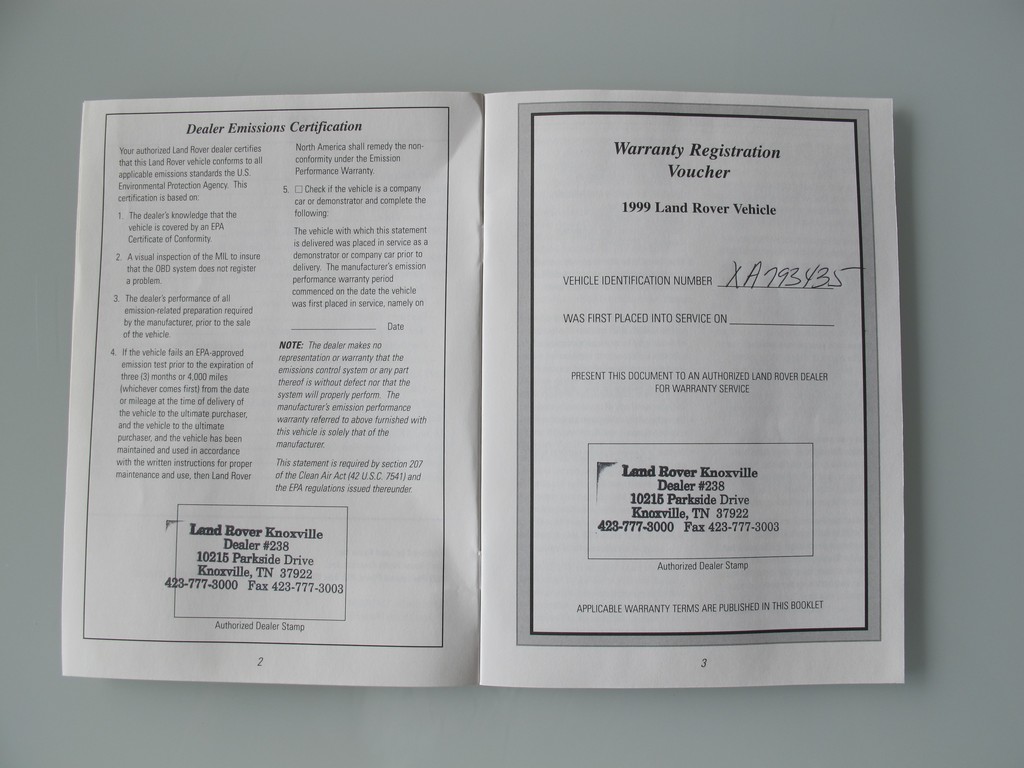 Dealer Emissions Certification
Your authorized Land Rover dealer certifies
that this Land Rover vehicle conforms to all
applicable emissions standards the U.S.
Environmental Protection Agency. This
certification is based on:
1. The dealer's knowledge that the
vehicle is covered by an EPA
Certificate of Conformity.
2. A visual inspection of the MIL to insure
that the OBD system does not register
a problem.
3. The dealer's performance of all
emission-related preparation required
by the manufacturer, prior to the sale
of the vehicle.
4. If the vehicle fails an EPA-approved
emission test prior to the expiration of
three (3) months or 4,000 miles
(whichever comes first) from the date
or mileage at the time of delivery of
the vehicle to the ultimate purchaser,
and the vehicle to the ultimate
purchaser, and the vehicle has been
maintained and used in accordance
with the written instructions for proper
maintenance and use, then Land Rover
North America shall remedy the non-
conformity under the Emission
Performance Warranty.
5. ☐ Check if the vehicle is a company
car or demonstrator and complete the
following:
The vehicle with which this statement
is delivered was placed in service as a
demonstrator or company car prior to
delivery. The manufacturer's emission
performance warranty period
commenced on the date the vehicle
was first placed in service, namely on
Date
NOTE: The dealer makes no
representation or warranty that the
emissions control system or any part
thereof is without defect nor that the
system will properly perform. The
manufacturer's emission performance
warranty referred to above furnished with
this vehicle is solely that of the
manufacturer.
This statement is required by section 207
of the Clean Air Act (42 U.S.C. 7541) and
the EPA regulations issued thereunder.
Land Rover Knoxville
Dealer #238
10215 Parkside Drive
Knoxville, TN 37922
423-777-3000 Fax 423-777-3003
Authorized Dealer Stamp
2
Warranty Registration
Voucher
1999 Land Rover Vehicle
VEHICLE IDENTIFICATION NUMBER XA793435
WAS FIRST PLACED INTO SERVICE ON
PRESENT THIS DOCUMENT TO AN AUTHORIZED LAND ROVER DEALER
FOR WARRANTY SERVICE
Land Rover Knoxville
Dealer #238
10215 Parkside Drive
Knoxville, TN 37922
423-777-3000 Fax 423-777-3003
Authorized Dealer Stamp
APPLICABLE WARRANTY TERMS ARE PUBLISHED IN THIS BOOKLET
3